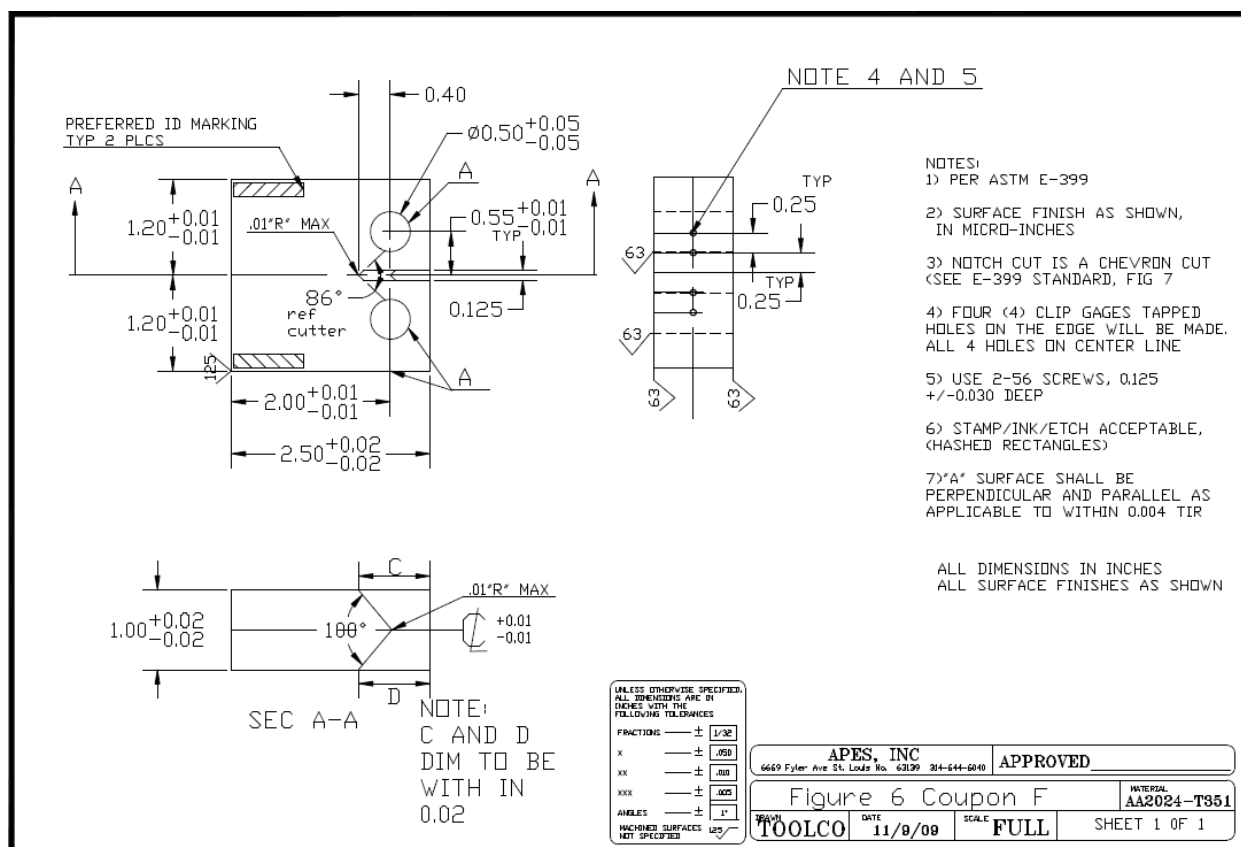 NOTE 4 AND 5
0.40
PREFERRED ID MARKING
TYP 2 PLCS
Ø0.50 +0.05 -0.05
A
A
A
1.20 +0.01 -0.01
.01"R" MAX
0.55 +0.01 -0.01
TYP
86°
ref
cutter
0.125
1.20 +0.01 -0.01
125
A
2.00 +0.01 -0.01
2.50 +0.02 -0.02
TYP
0.25
63
TYP
0.25
63
63
63
NOTES:
1) PER ASTM E-399
2) SURFACE FINISH AS SHOWN,
IN MICRO-INCHES
3) NOTCH CUT IS A CHEVRON CUT
(SEE E-399 STANDARD, FIG 7
4) FOUR (4) CLIP GAGES TAPPED
HOLES ON THE EDGE WILL BE MADE.
ALL 4 HOLES ON CENTER LINE
5) USE 2-56 SCREWS, 0.125
+/-0.030 DEEP
6) STAMP/INK/ETCH ACCEPTABLE,
(HASHED RECTANGLES)
7)"A" SURFACE SHALL BE
PERPENDICULAR AND PARALLEL AS
APPLICABLE TO WITHIN 0.004 TIR
ALL DIMENSIONS IN INCHES
ALL SURFACE FINISHES AS SHOWN
C
.01"R" MAX
1.00 +0.02 -0.02
100°
+0.01 -0.01
D
SEC A-A
NOTE:
C AND D
DIM TO BE
WITH IN
0.02
UNLESS OTHERWISE SPECIFIED,
ALL DIMENSIONS ARE IN
INCHES WITH THE
FOLLOWING TOLERANCES
FRACTIONS ± 1/32
X ± .050
XX ± .010
XXX ± .005
ANGLES ± 1°
MACHINED SURFACES 125
NOT SPECIFIED
APES, INC
6669 Fyler Ave St. Louis Mo. 63139 314-644-6040
APPROVED
Figure 6 Coupon F
MATERIAL
AA2024-T351
DRAWN
TOOLCO
DATE
11/9/09
SCALE
FULL
SHEET 1 OF 1